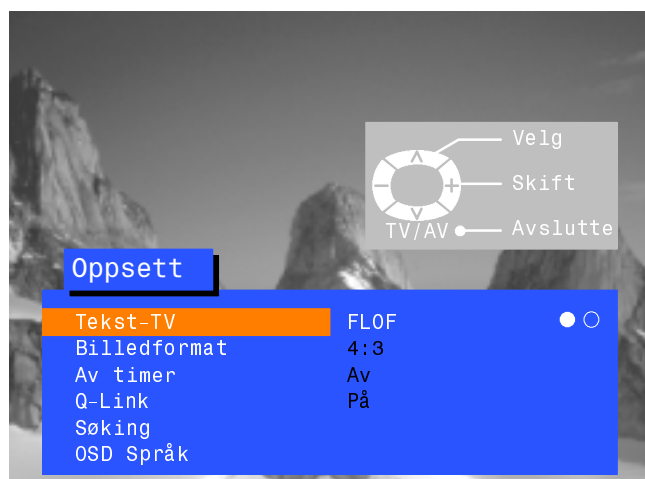 Velg
Skift
TV/AV Avslutte
Oppsett
Tekst-TV FLOF
Billedformat 4:3
Av timer Av
Q-Link På
Søking
OSD Språk